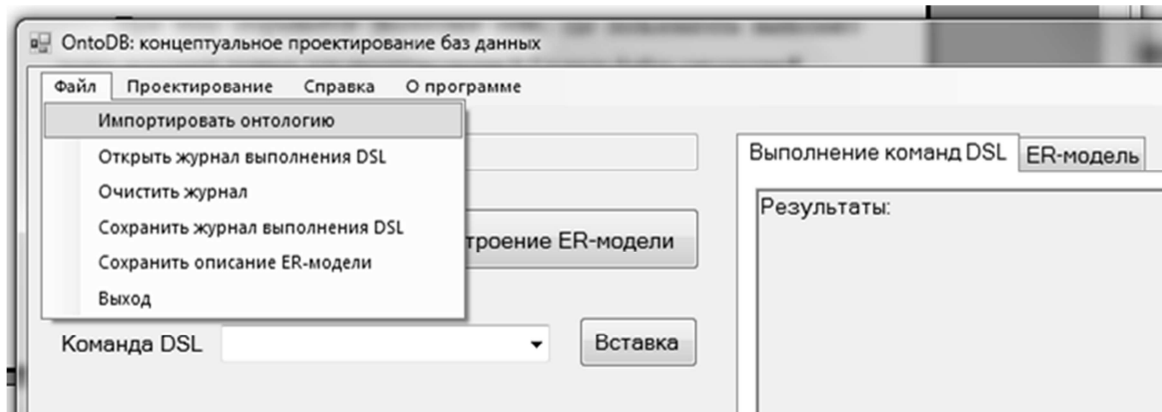 OntoDB: концептуальное проектирование баз данных
Файл Проектирование Справка О программе
Импортировать онтологию
Открыть журнал выполнения DSL
Очистить журнал
Сохранить журнал выполнения DSL
Сохранить описание ER-модели
Выход
троение ER-модели
Команда DSL
Вставка
Выполнение команд DSL ER-модель
Результаты: